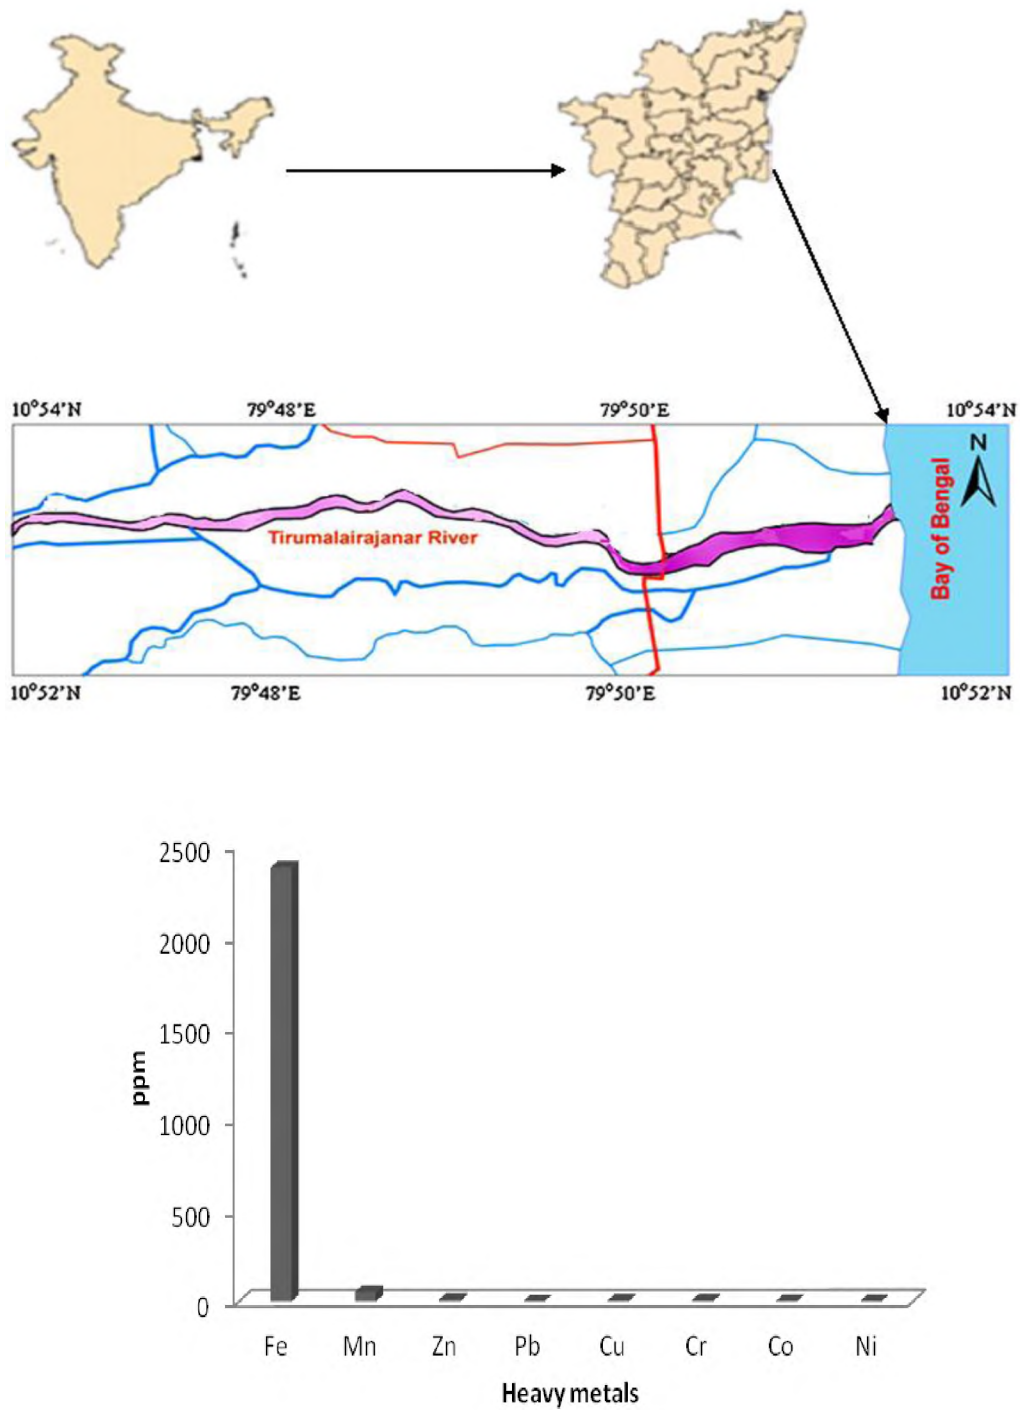 10°54'N 79°48'E 79°50'E 10°54'N
N
Bay of Bengal
Tirumalairajanar River
10°52'N 79°48'E 79°50'E 10°52'N
2500
2000
1500
1000
500
0
ppm
Fe Mn Zn Pb Cu Cr Co Ni
Heavy metals